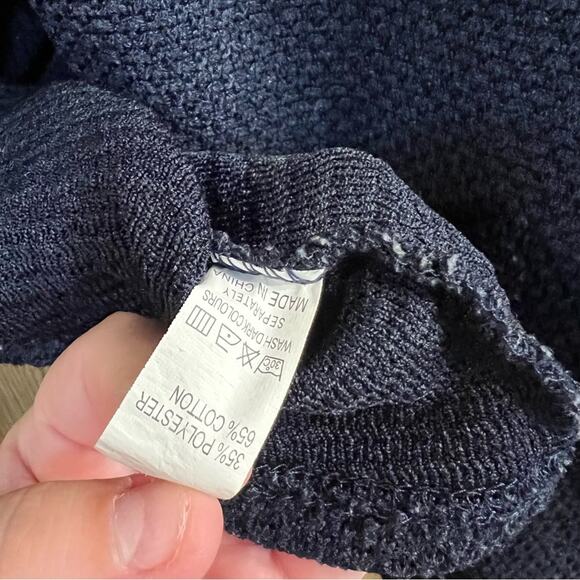 35% POLYESTER
65% COTTON
30°C
WASH DARK COLOURS
SEPARATELY
MADE IN CHINA